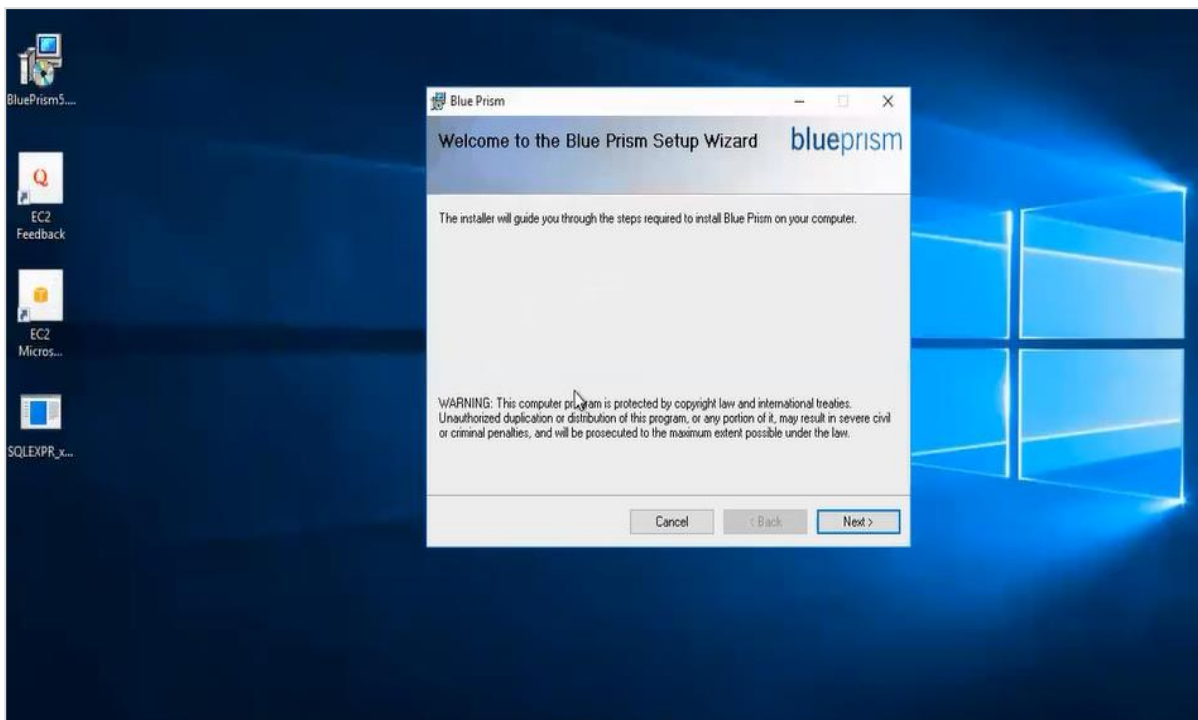 BluePrism5....
EC2
Feedback
EC2
Micros...
SQLEXPR_x...
Blue Prism
Welcome to the Blue Prism Setup Wizard
blueprism
The installer will guide you through the steps required to install Blue Prism on your computer.
WARNING: This computer program is protected by copyright law and international treaties.
Unauthorized duplication or distribution of this program, or any portion of it, may result in severe civil
or criminal penalties, and will be prosecuted to the maximum extent possible under the law.
Cancel
< Back
Next >